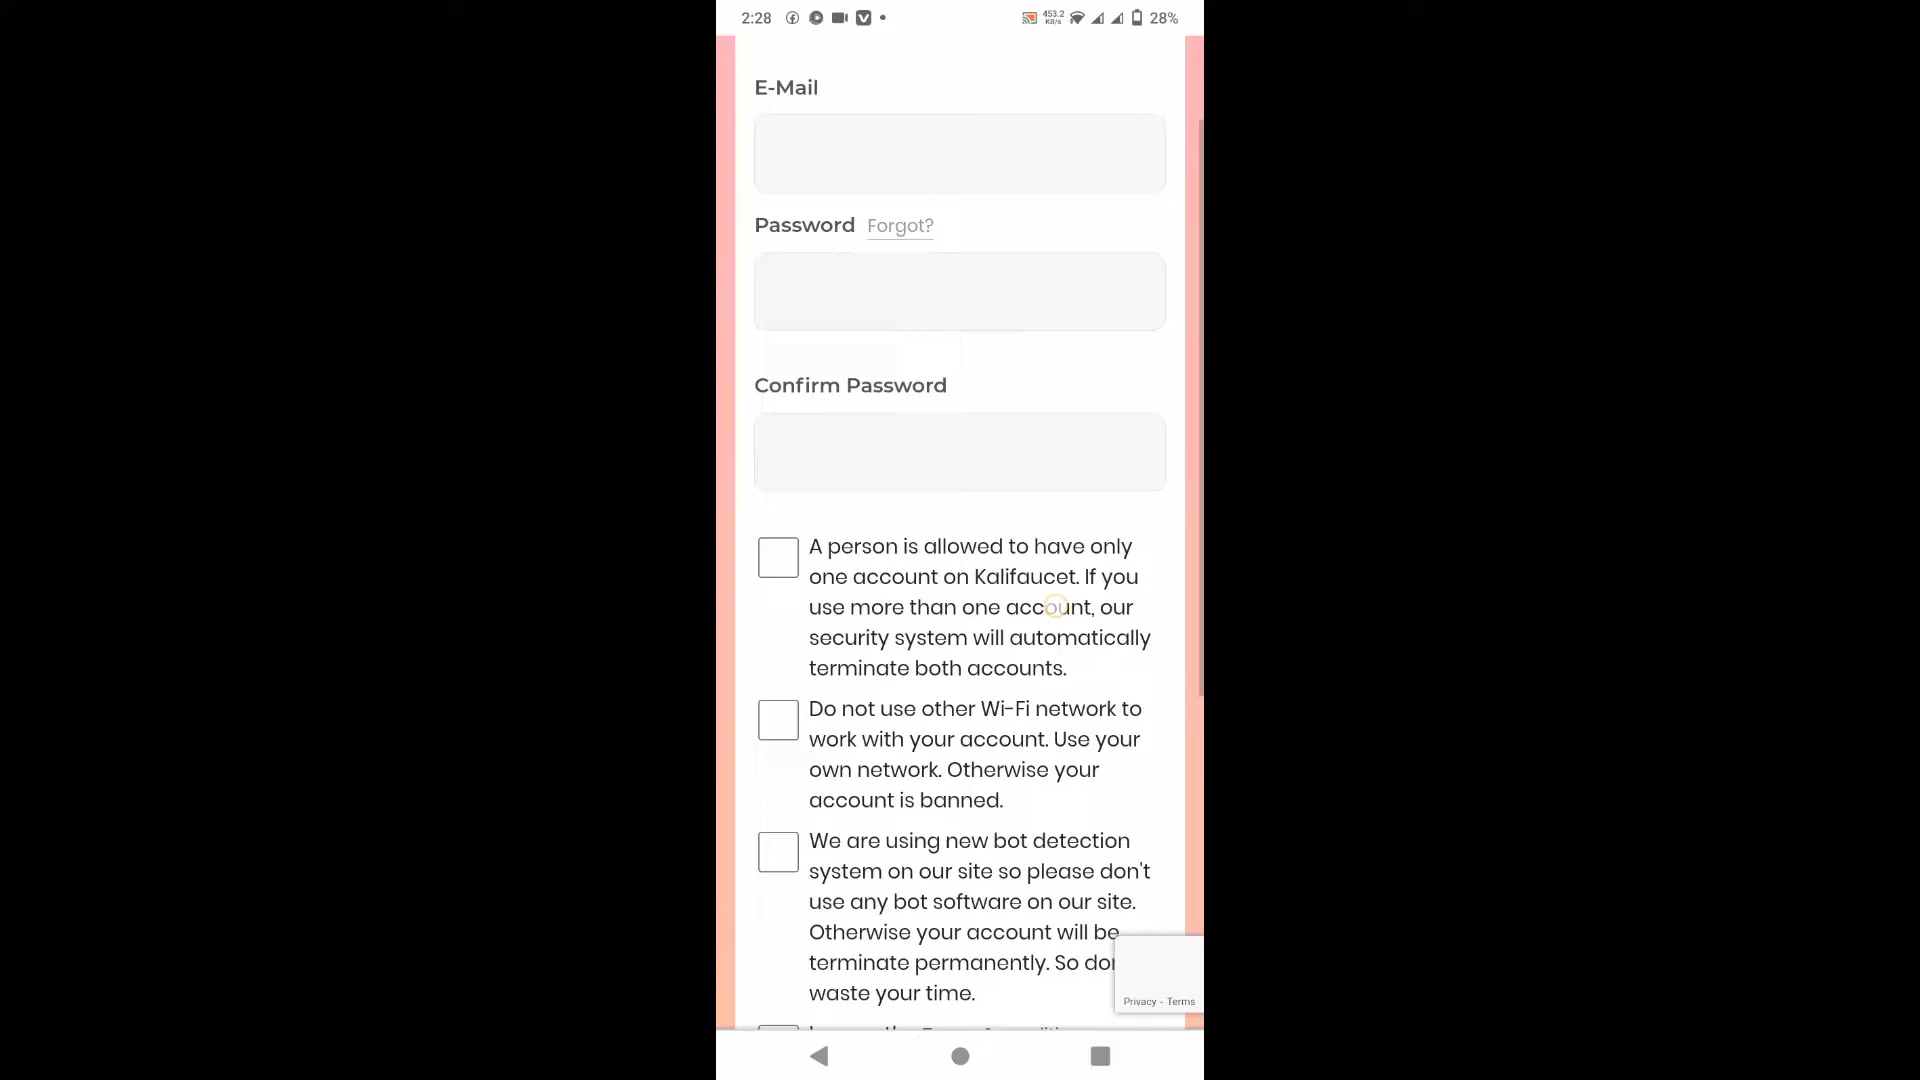 2:28 453.2 KB/s 28%
E-Mail
Password Forgot?
Confirm Password
A person is allowed to have only
one account on Kalifaucet. If you
use more than one account, our
security system will automatically
terminate both accounts.
Do not use other Wi-Fi network to
work with your account. Use your
own network. Otherwise your
account is banned.
We are using new bot detection
system on our site so please don't
use any bot software on our site.
Otherwise your account will be
terminate permanently. So don
waste your time.
Privacy - Terms